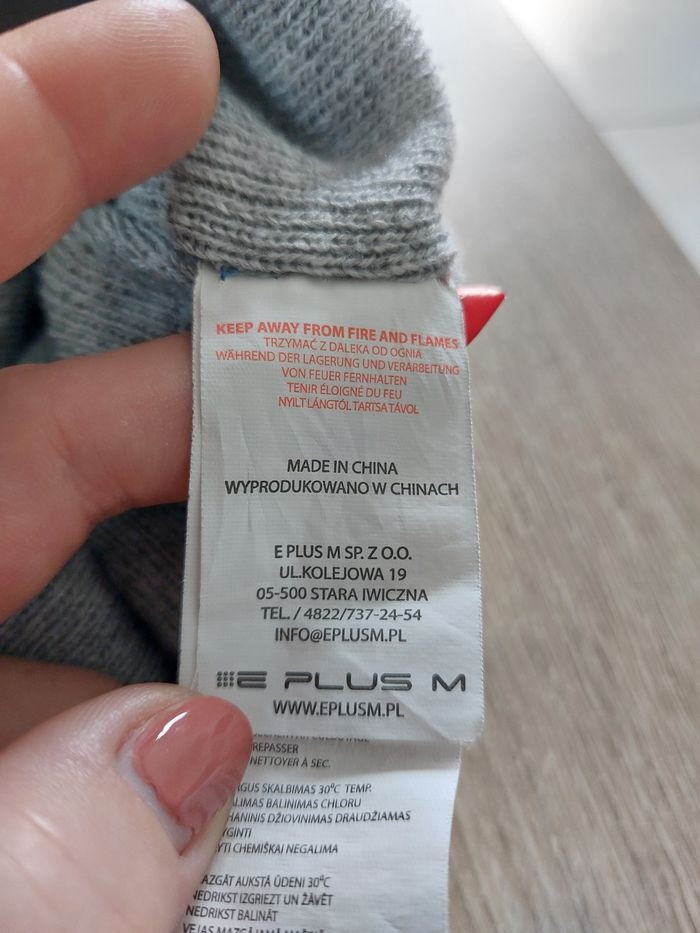 KEEP AWAY FROM FIRE AND FLAMES
TRZYMAĆ Z DALEKA OD OGNIA
WÄHREND DER LAGERUNG UND VERARBEITUNG
VON FEUER FERNHALTEN
TENIR ÉLOIGNÉ DU FEU
NYILT LÁNGTÓL TARTSA TÁVOL
MADE IN CHINA
WYPRODUKOWANO W CHINACH
E PLUS M SP. Z O.O.
UL.KOLEJOWA 19
05-500 STARA IWICZNA
TEL. / 4822/737-24-54
INFO@EPLUSM.PL
E PLUS M
WWW.EPLUSM.PL
REPASSER
NETTOYER À SEC.
SKALBIMAS 30°C TEMP.
BALINIMAS CHLORU
DŽIOVINIMAS DRAUDŽIAMAS
CHEMIŠKAI NEGALIMA
AUKSTĀ ŪDENI 30°C
NEDRIKST IZGRIEZT UN ŽĀVĒT
NEDRIKST BALINĀT